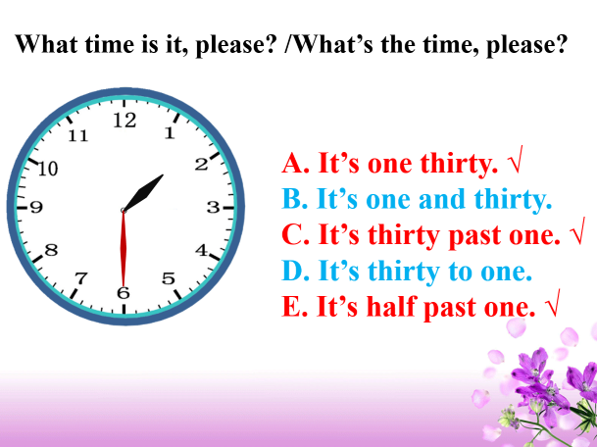 What time is it, please? /What’s the time, please?
12
11
1
10
2
9
3
8
4
7
5
6
A. It’s one thirty. √
B. It’s one and thirty.
C. It’s thirty past one. √
D. It’s thirty to one.
E. It’s half past one. √